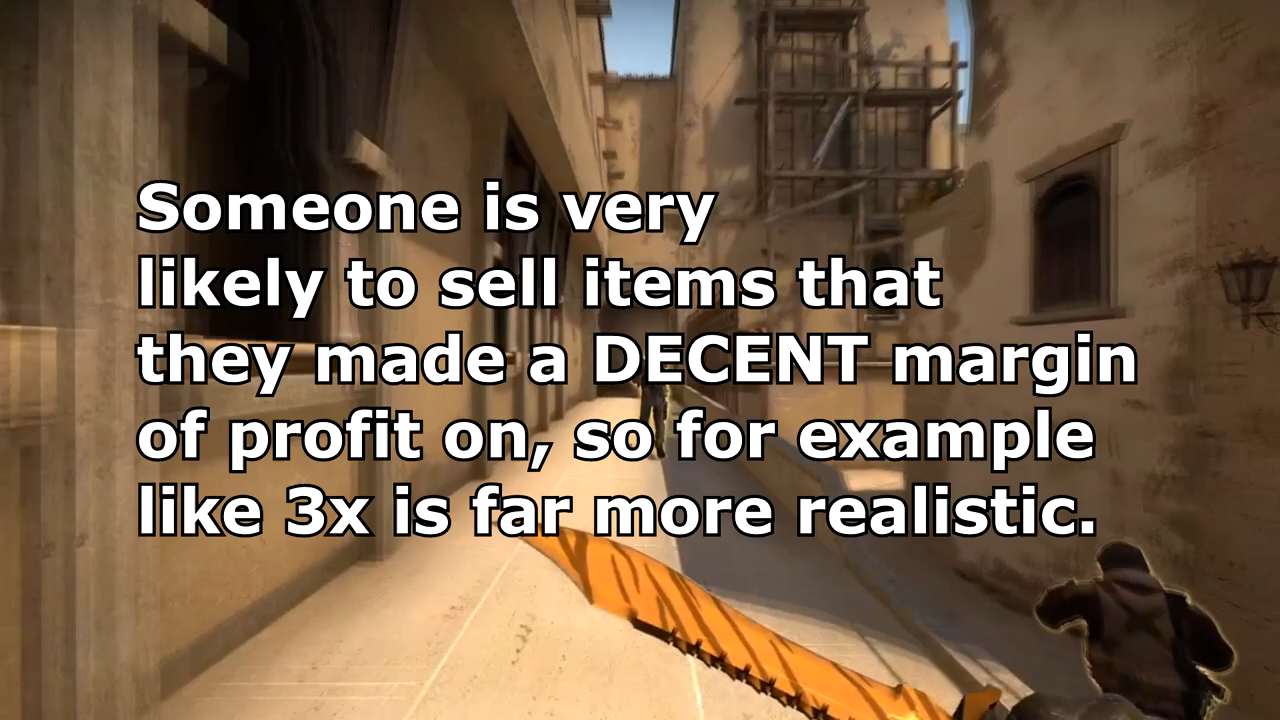 Someone is very
likely to sell items that
they made a DECENT margin
of profit on, so for example
like 3x is far more realistic.